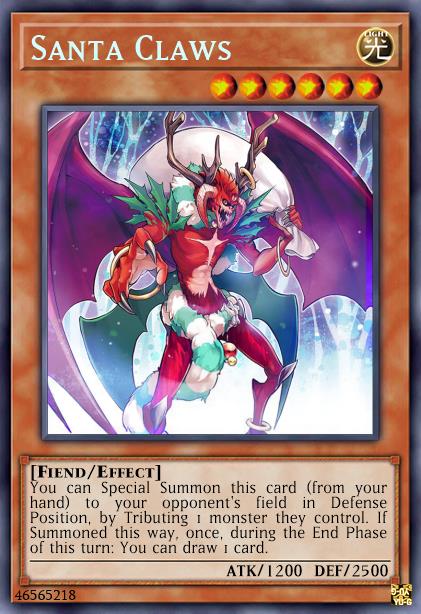 Santa Claws
LIGHT
光
[Fiend/Effect]
You can Special Summon this card (from your
hand) to your opponent's field in Defense
Position, by Tributing 1 monster they control. If
Summoned this way, once, during the End Phase
of this turn: You can draw 1 card.
ATK/1200 DEF/2500
46565218